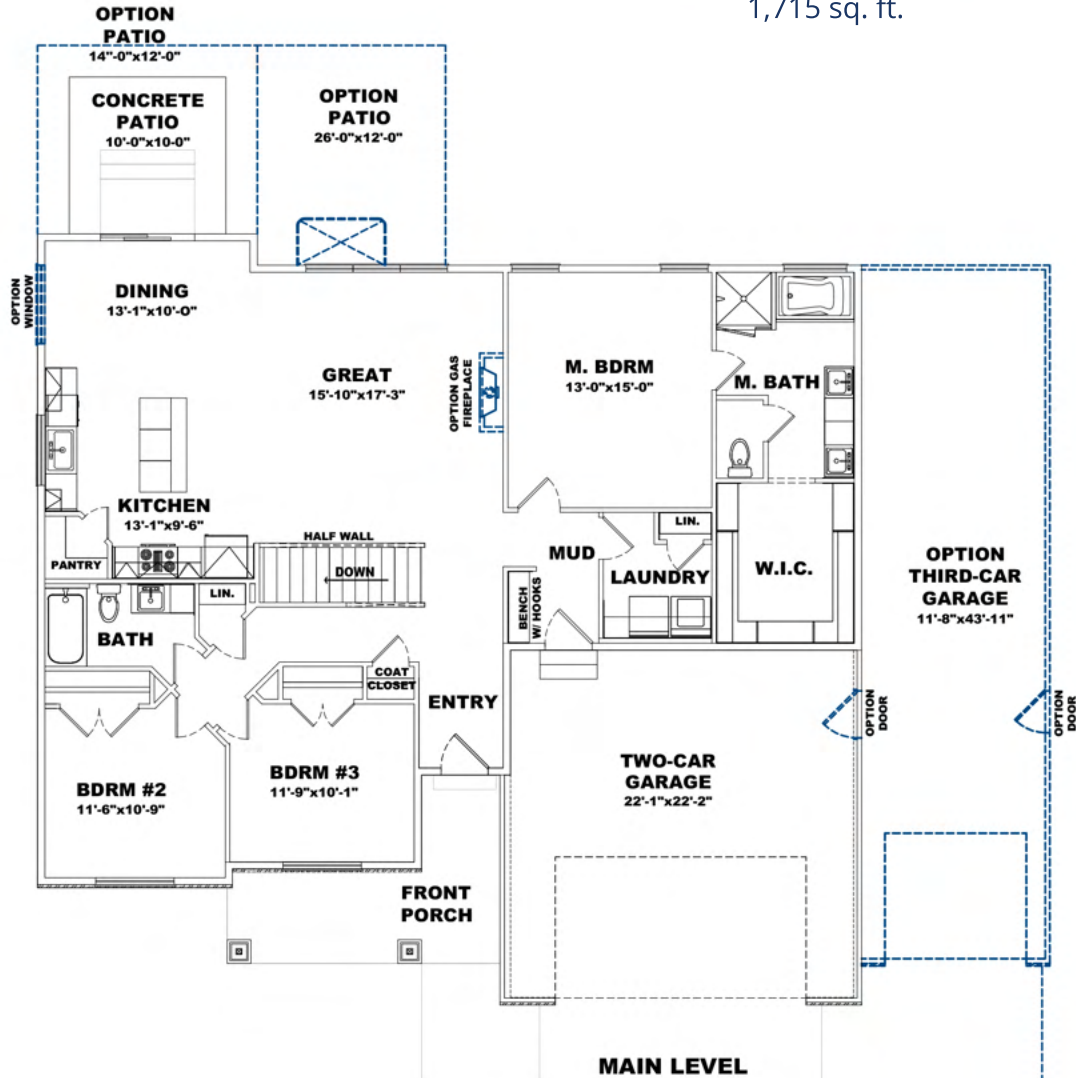 1,715 sq. ft.
OPTION
PATIO
14"-0"x12'-0"
CONCRETE
PATIO
10'-0"x10-0"
OPTION
PATIO
26'-0"x12'-0"
OPTION
WINDOW
DINING
13'-1"x10'-0"
GREAT
15'-10"x17'-3"
OPTION GAS
FIREPLACE
M. BDRM
13'-0"x15'-0"
M. BATH
KITCHEN
13'-1"x9'-6"
PANTRY
HALF WALL
DOWN
LIN.
MUD
LIN.
LAUNDRY
W.I.C.
OPTION
THIRD-CAR
GARAGE
11'-8"x43'-11"
BENCH
W/ HOOKS
BATH
COAT
CLOSET
ENTRY
OPTION
DOOR
OPTION
DOOR
BDRM #2
11'-6"x10'-9"
BDRM #3
11'-9"x10'-1"
TWO-CAR
GARAGE
22'-1"x22'-2"
FRONT
PORCH
MAIN LEVEL